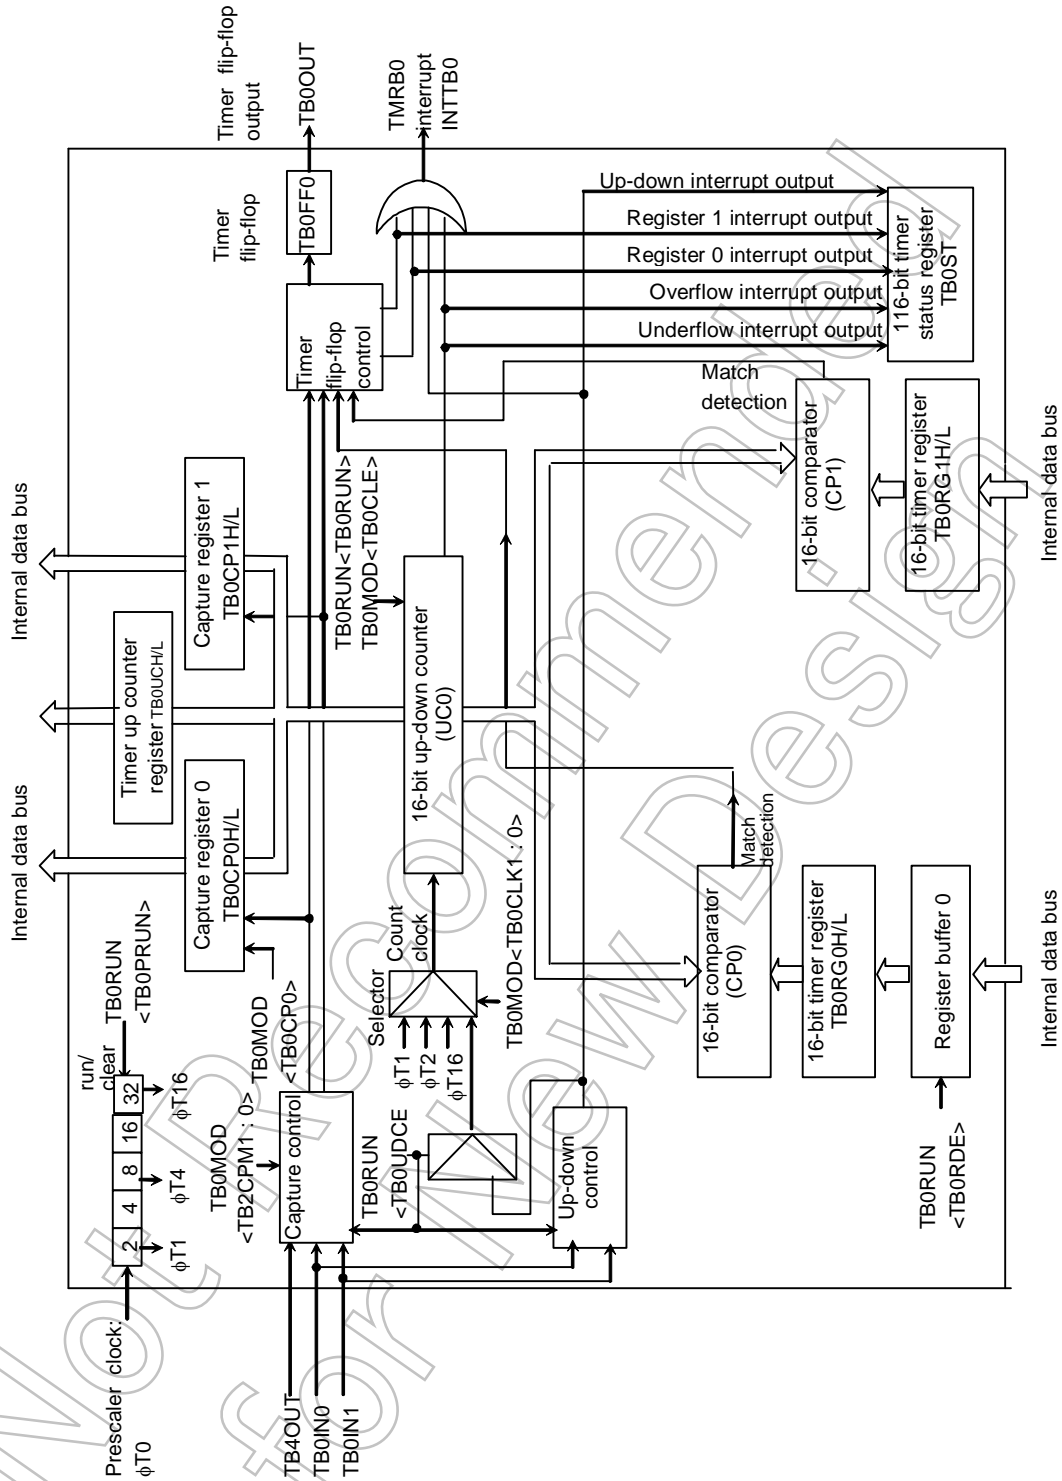 Prescaler clock:
φT0
2
4
8
16
32
φT1
φT4
φT16
run/
clear
TB0RUN
<TB0PRUN>
Internal data bus
Internal data bus
Capture register 0
TB0CP0H/L
Timer up counter
register TB0UCH/L
Capture register 1
TB0CP1H/L
Timer
flip-flop
Timer flip-flop
output
TB4OUT
TB0IN0
TB0IN1
TB0MOD
<TB2CPM1 : 0>
TB0MOD
<TB0CP0>
Capture control
TB0RUN
<TB0UDCE
Up-down
control
Selector
Count
clock
φT1
φT2
φT16
TB0MOD<TB0CLK1 : 0>
16-bit up-down counter
(UC0)
TB0RUN<TB0RUN>
TB0MOD<TB0CLE>
Timer
flip-flop
control
TB0FF0
TB0OUT
TMRB0
interrupt
INTTB0
Up-down interrupt output
Register 1 interrupt output
Register 0 interrupt output
Overflow interrupt output
Underflow interrupt output
116-bit timer
status register
TB0ST
Match
detection
16-bit comparator
(CP0)
Match
detection
16-bit comparator
(CP1)
16-bit timer register
TB0RG0H/L
16-bit timer register
TB0RG1H/L
Register buffer 0
TB0RUN
<TB0RDE>
Internal data bus
Internal data bus
Not Recommended
for New Design